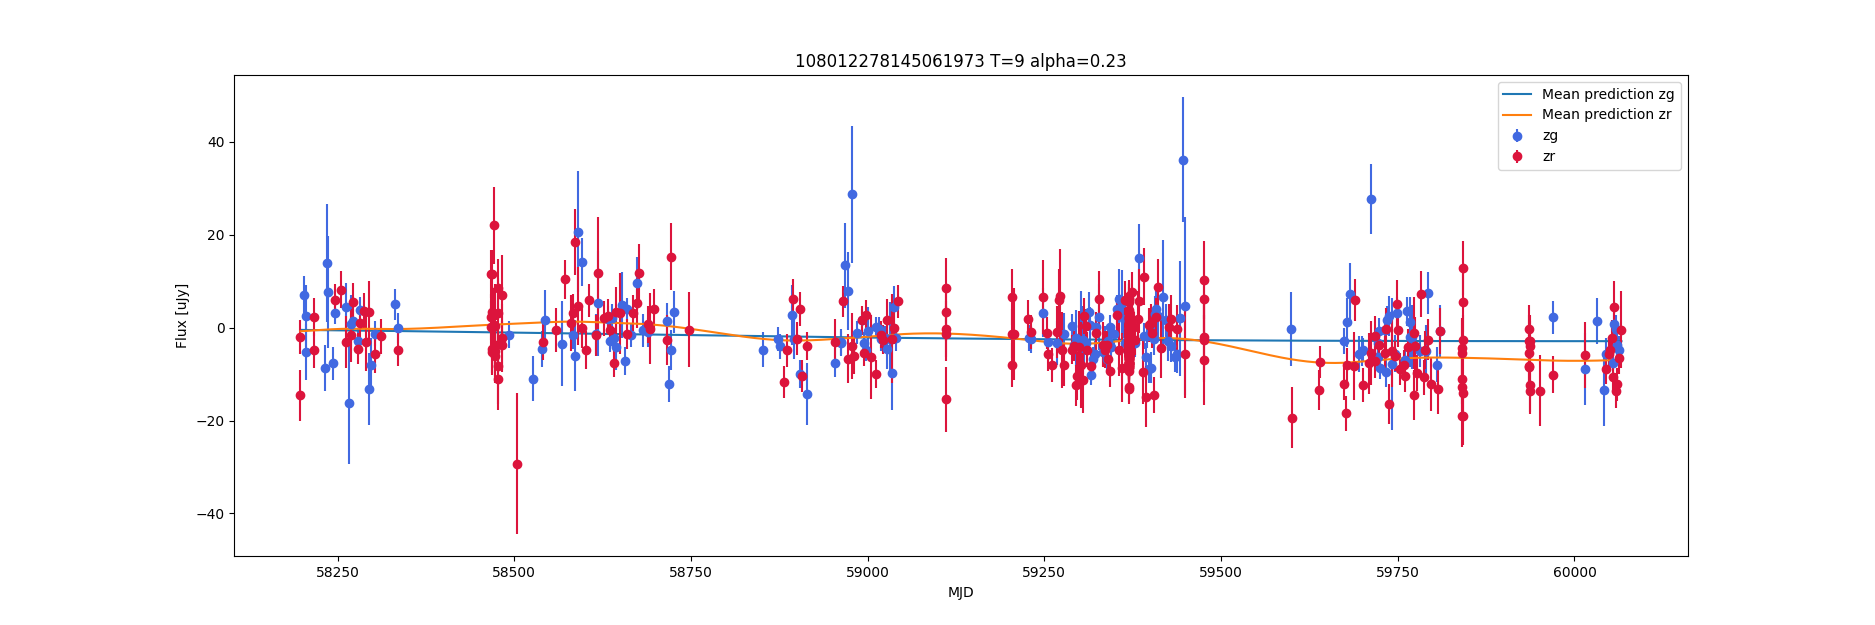 108012278145061973 T=9 alpha=0.23
Mean prediction zg
Mean prediction zr
zg
zr
Flux [uJy]
40
20
0
−20
−40
58250 58500 58750 59000 59250 59500 59750 60000
MJD